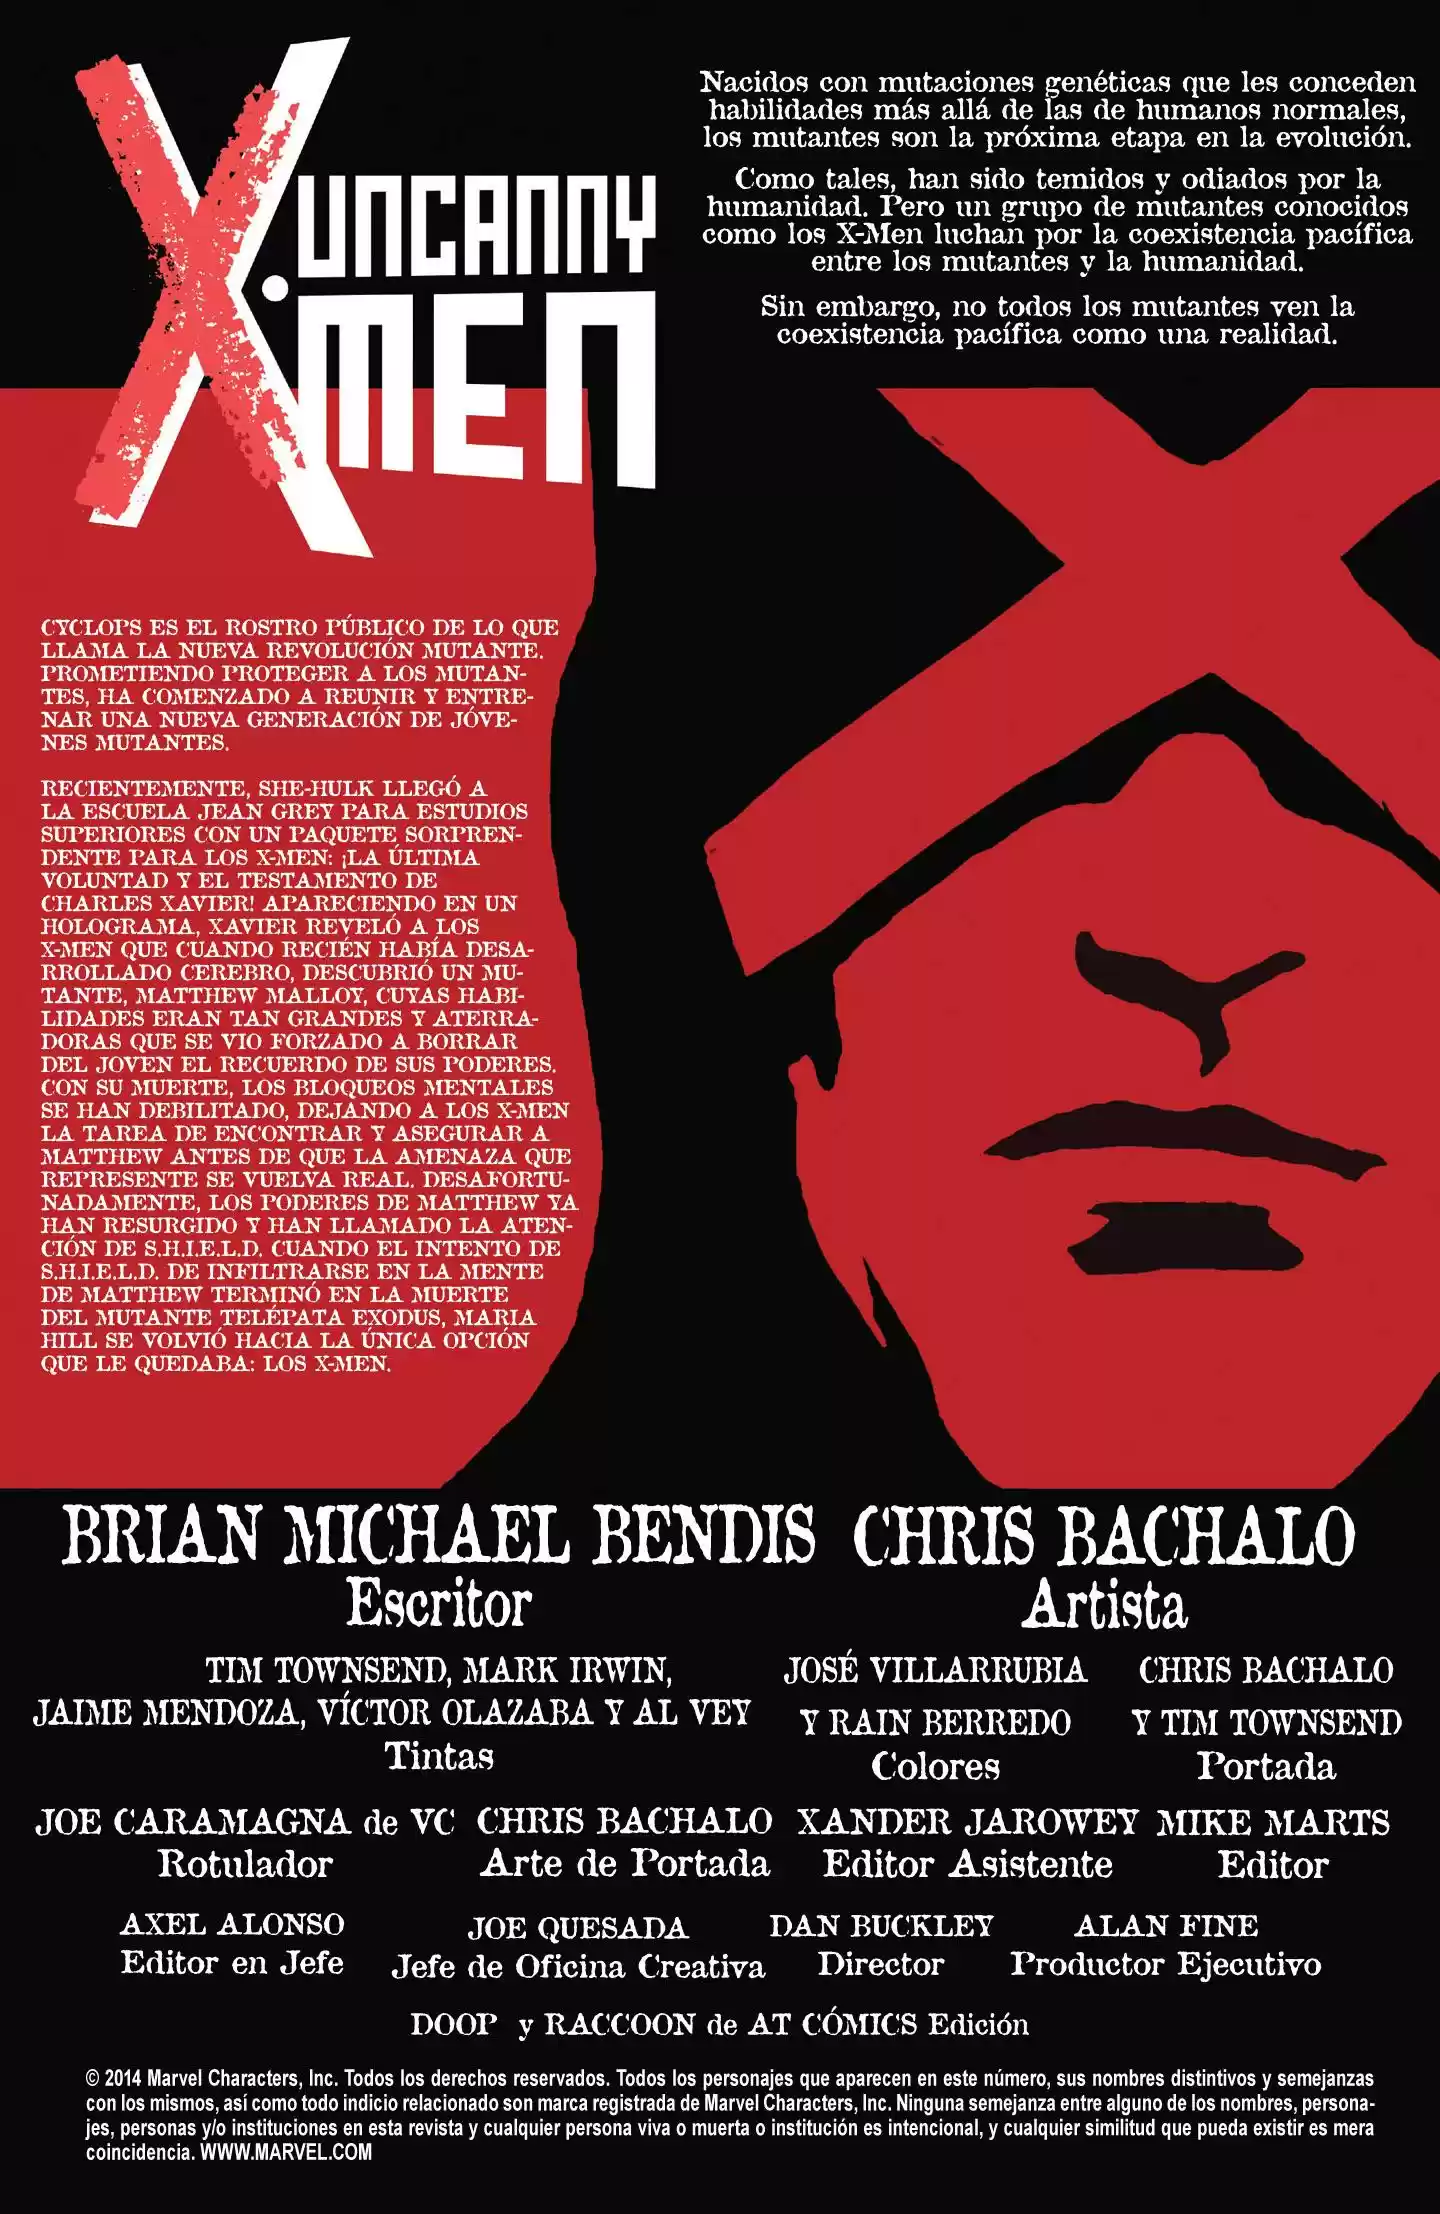 UNCANNY
X-MEN
Nacidos con mutaciones genéticas que les conceden
habilidades más allá de las de humanos normales,
los mutantes son la próxima etapa en la evolución.
Como tales, han sido temidos y odiados por la
humanidad. Pero un grupo de mutantes conocidos
como los X-Men luchan por la coexistencia pacífica
entre los mutantes y la humanidad.
Sin embargo, no todos los mutantes ven la
coexistencia pacífica como una realidad.
CYCLOPS ES EL ROSTRO PÚBLICO DE LO QUE
LLAMA LA NUEVA REVOLUCIÓN MUTANTE.
PROMETIENDO PROTEGER A LOS MUTAN-
TES, HA COMENZADO A REUNIR Y ENTRE-
NAR UNA NUEVA GENERACIÓN DE JÓVE-
NES MUTANTES.
RECIENTEMENTE, SHE-HULK LLEGÓ A
LA ESCUELA JEAN GREY PARA ESTUDIOS
SUPERIORES CON UN PAQUETE SORPREN-
DENTE PARA LOS X-MEN: ¡LA ÚLTIMA
VOLUNTAD Y EL TESTAMENTO DE
CHARLES XAVIER! APARECIENDO EN UN
HOLOGRAMA, XAVIER REVELÓ A LOS
X-MEN QUE CUANDO RECIÉN HABÍA DESA-
RROLLADO CEREBRO, DESCUBRIÓ UN MU-
TANTE, MATTHEW MALLOY, CUYAS HABI-
LIDADES ERAN TAN GRANDES Y ATERRA-
DORAS QUE SE VIO FORZADO A BORRAR
DEL JOVEN EL RECUERDO DE SUS PODERES.
CON SU MUERTE, LOS BLOQUEOS MENTALES
SE HAN DEBILITADO, DEJANDO A LOS X-MEN
LA TAREA DE ENCONTRAR Y ASEGURAR A
MATTHEW ANTES DE QUE LA AMENAZA QUE
REPRESENTE SE VUELVA REAL. DESAFORTU-
NADAMENTE, LOS PODERES DE MATTHEW YA
HAN RESURGIDO Y HAN LLAMADO LA ATEN-
CIÓN DE S.H.I.E.L.D. CUANDO EL INTENTO DE
S.H.I.E.L.D. DE INFILTRARSE EN LA MENTE
DE MATTHEW TERMINÓ EN LA MUERTE
DEL MUTANTE TELÉPATA EXODUS, MARIA
HILL SE VOLVIÓ HACIA LA ÚNICA OPCIÓN
QUE LE QUEDABA: LOS X-MEN.
BRIAN MICHAEL BENDIS
Escritor
CHRIS BACHALO
Artista
TIM TOWNSEND, MARK IRWIN,
JAIME MENDOZA, VÍCTOR OLAZABA Y AL VEY
Tintas
JOSÉ VILLARRUBIA
Y RAIN BERREDO
Colores
CHRIS BACHALO
Y TIM TOWNSEND
Portada
JOE CARAMAGNA de VC
Rotulador
CHRIS BACHALO
Arte de Portada
XANDER JAROWEY
Editor Asistente
MIKE MARTS
Editor
AXEL ALONSO
Editor en Jefe
JOE QUESADA
Jefe de Oficina Creativa
DAN BUCKLEY
Director
ALAN FINE
Productor Ejecutivo
DOOP y RACCOON de AT CÓMICS Edición
© 2014 Marvel Characters, Inc. Todos los derechos reservados. Todos los personajes que aparecen en este número, sus nombres distintivos y semejanzas
con los mismos, así como todo indicio relacionado son marca registrada de Marvel Characters, Inc. Ninguna semejanza entre alguno de los nombres, persona-
jes, personas y/o instituciones en esta revista y cualquier persona viva o muerta o institución es intencional, y cualquier similitud que pueda existir es mera
coincidencia. WWW.MARVEL.COM